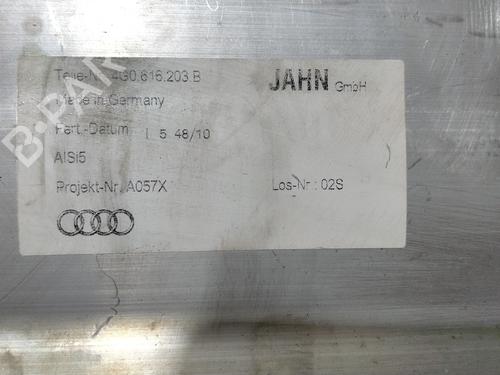 Teile-Nr. 4G0.616.203.B
JAHN GmbH
Made in Germany
Fert.-Datum I 5 48/10
AlSi5
Projekt-Nr. A057X
Los-Nr.: 02S